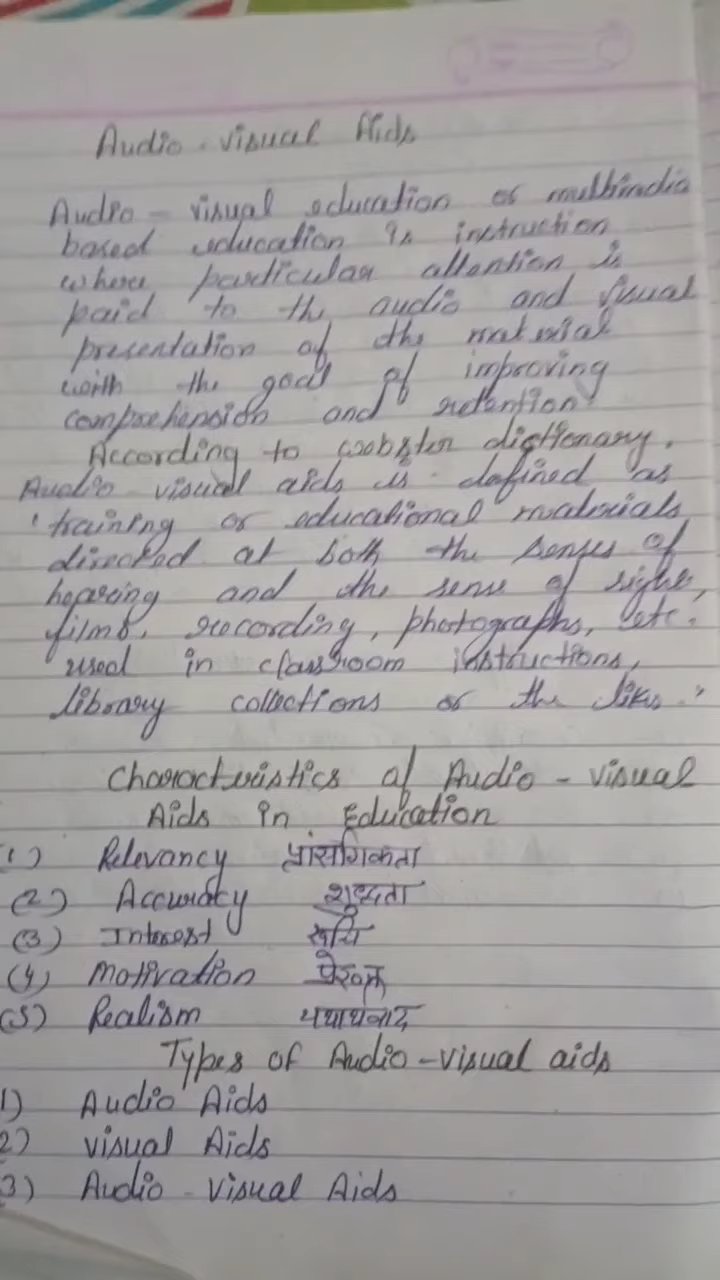 Audio-visual Aids
Audio-visual education or multimedia
based education is instruction
where particular attention is
paid to the audio and visual
presentation of the material
with the goal of improving
comprehension and retention
According to webster dictionary.
Audio visual aids is defined as
'training or educational materials
directed at both the senses of
hearing and the sense of sight,
films, recording, photographs, etc.
used in classroom instructions,
library collections or the like.'
Characteristics of Audio-visual
Aids in Education
(1) Relevancy प्रांसगिकता
(2) Accuracy शुध्दता
(3) Interest रूचि
(4) Motivation
(5) Realism यथार्थवाद
Types of Audio-visual aids
1) Audio Aids
2) visual Aids
3) Audio-visual Aids